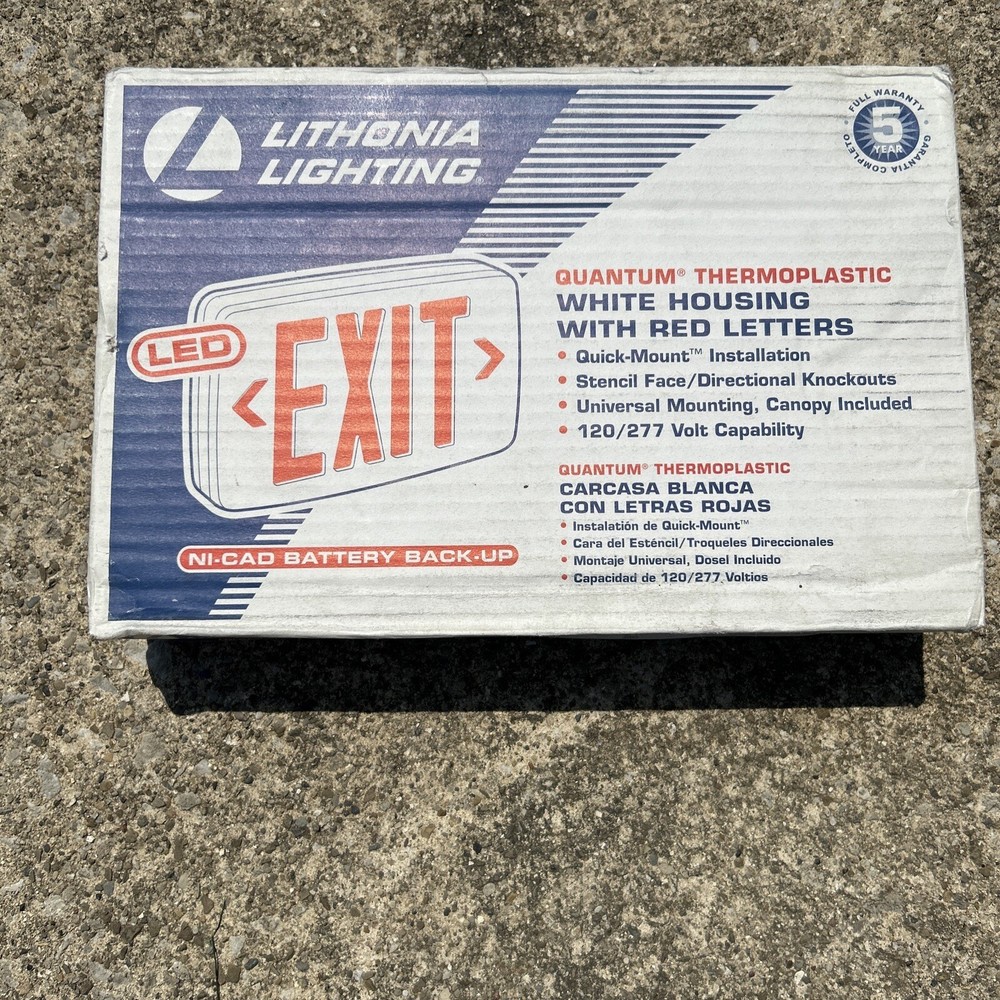 LITHONIA
LIGHTING
FULL WARRANTY
5
YEAR
GARANTIA COMPLETO
LED
< EXIT >
NI-CAD BATTERY BACK-UP
QUANTUM® THERMOPLASTIC
WHITE HOUSING
WITH RED LETTERS
• Quick-Mount™ Installation
• Stencil Face/Directional Knockouts
• Universal Mounting, Canopy Included
• 120/277 Volt Capability
QUANTUM® THERMOPLASTIC
CARCASA BLANCA
CON LETRAS ROJAS
• Instalatión de Quick-Mount™
• Cara del Esténcil/Troqueles Direccionales
• Montaje Universal, Dosel Incluido
• Capacidad de 120/277 Voltios